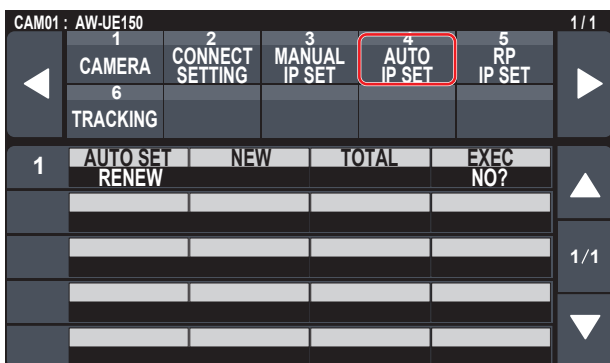 CAM01 : AW-UE150 1 / 1
1 2 3 4 5
CAMERA CONNECT SETTING MANUAL IP SET AUTO IP SET RP IP SET
6
TRACKING
1 AUTO SET NEW TOTAL EXEC
RENEW NO?
1/1